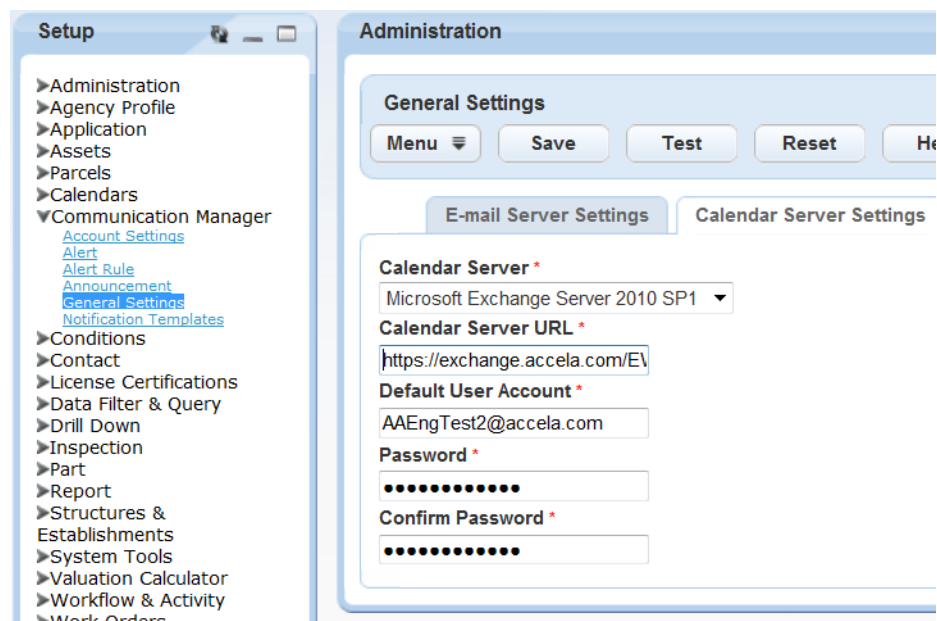 Setup
Administration
Agency Profile
Application
Assets
Parcels
Calendars
Communication Manager
Account Settings
Alert
Alert Rule
Announcement
General Settings
Notification Templates
Conditions
Contact
License Certifications
Data Filter & Query
Drill Down
Inspection
Part
Report
Structures &
Establishments
System Tools
Valuation Calculator
Workflow & Activity
Work Orders
Administration
General Settings
Menu Save Test Reset He
E-mail Server Settings Calendar Server Settings
Calendar Server *
Microsoft Exchange Server 2010 SP1
Calendar Server URL *
https://exchange.accela.com/E
Default User Account *
AAEngTest2@accela.com
Password *
●●●●●●●●●●●●
Confirm Password *
●●●●●●●●●●●●